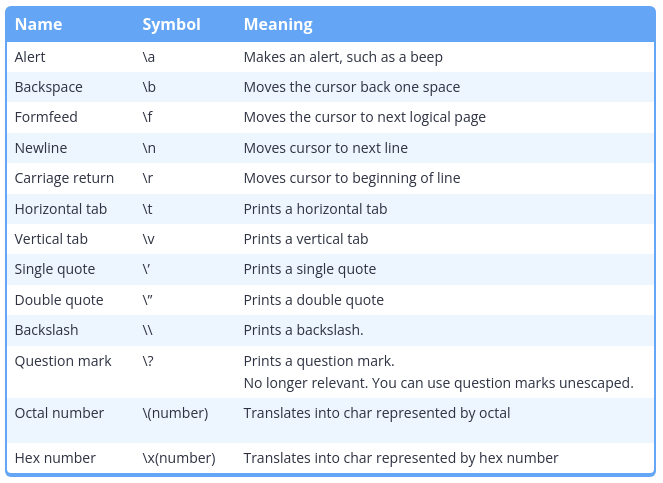 Name Symbol Meaning
Alert \a Makes an alert, such as a beep
Backspace \b Moves the cursor back one space
Formfeed \f Moves the cursor to next logical page
Newline \n Moves cursor to next line
Carriage return \r Moves cursor to beginning of line
Horizontal tab \t Prints a horizontal tab
Vertical tab \v Prints a vertical tab
Single quote \’ Prints a single quote
Double quote \” Prints a double quote
Backslash \\ Prints a backslash.
Question mark \? Prints a question mark.
No longer relevant. You can use question marks unescaped.
Octal number \(number) Translates into char represented by octal
Hex number \x(number) Translates into char represented by hex number